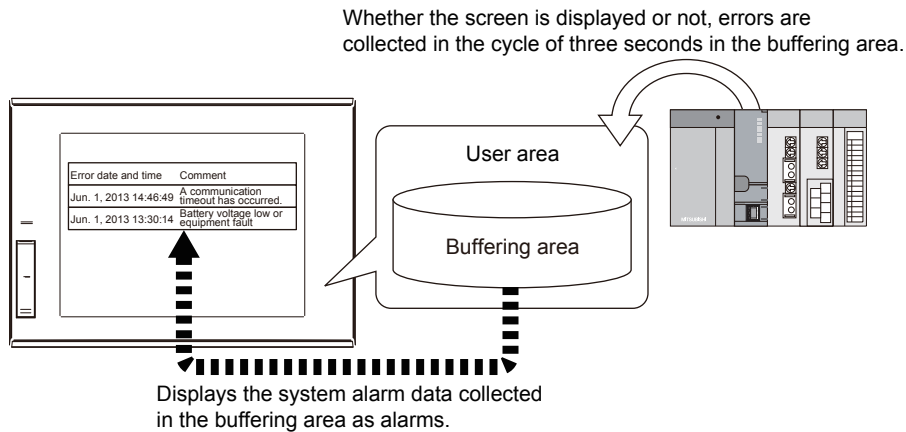 Whether the screen is displayed or not, errors are
collected in the cycle of three seconds in the buffering area.
User area
Buffering area
Error date and time Comment
Jun. 1, 2013 14:46:49 A communication
timeout has occurred.
Jun. 1, 2013 13:30:14 Battery voltage low or
equipment fault
Displays the system alarm data collected
in the buffering area as alarms.